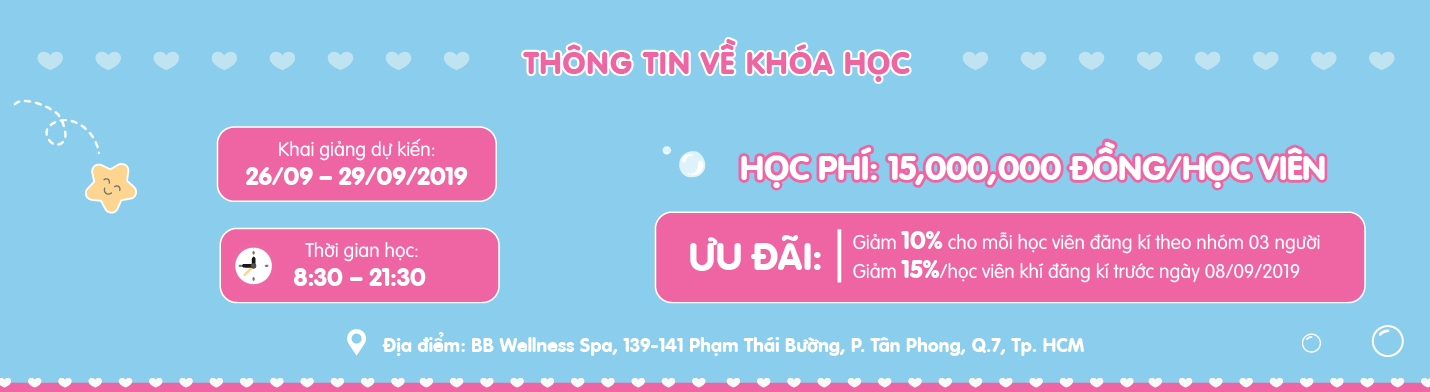 THÔNG TIN VỀ KHÓA HỌC
Khai giảng dự kiến:
26/09 – 29/09/2019
Thời gian học:
8:30 – 21:30
HỌC PHÍ: 15,000,000 ĐỒNG/HỌC VIÊN
ƯU ĐÃI:
Giảm 10% cho mỗi học viên đăng kí theo nhóm 03 người
Giảm 15%/học viên khí đăng kí trước ngày 08/09/2019
Địa điểm: BB Wellness Spa, 139-141 Phạm Thái Bường, P. Tân Phong, Q.7, Tp. HCM